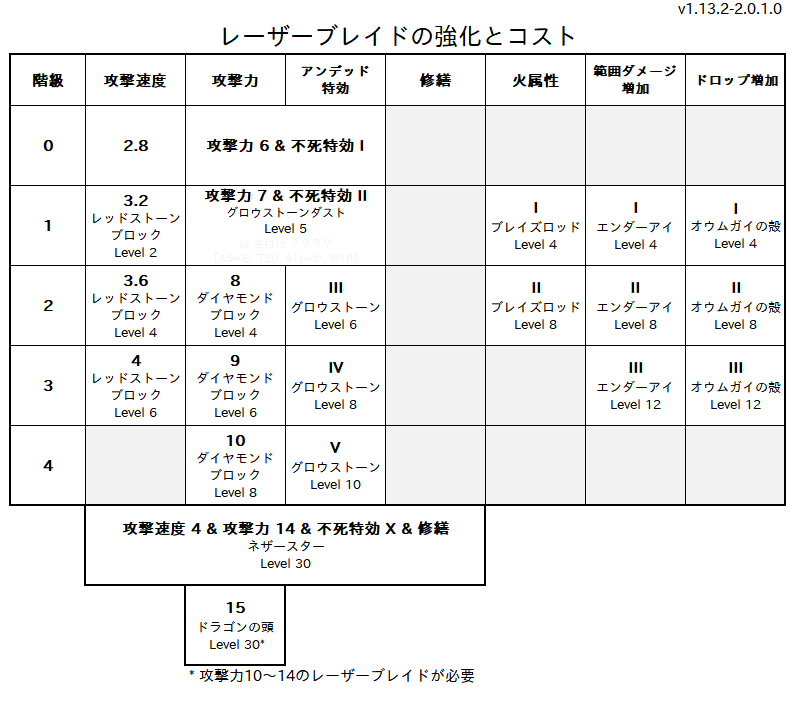 v1.13.2-2.0.1.0
レーザーブレイドの強化とコスト
階級
攻撃速度
攻撃力
アンデッド
特効
修繕
火属性
範囲ダメージ
増加
ドロップ増加
0
2.8
攻撃力 6 & 不死特効 I
1
3.2
レッドストーン
ブロック
Level 2
攻撃力 7 & 不死特効 II
グロウストーンダスト
Level 5
I
ブレイズロッド
Level 4
I
エンダーアイ
Level 4
I
オウムガイの殻
Level 4
2
3.6
レッドストーン
ブロック
Level 4
8
ダイヤモンド
ブロック
Level 4
III
グロウストーン
Level 6
II
ブレイズロッド
Level 8
II
エンダーアイ
Level 8
II
オウムガイの殻
Level 8
3
4
レッドストーン
ブロック
Level 6
9
ダイヤモンド
ブロック
Level 6
IV
グロウストーン
Level 8
III
エンダーアイ
Level 12
III
オウムガイの殻
Level 12
4
10
ダイヤモンド
ブロック
Level 8
V
グロウストーン
Level 10
攻撃速度 4 & 攻撃力 14 & 不死特効 X & 修繕
ネザースター
Level 30
15
ドラゴンの頭
Level 30*
* 攻撃力10～14のレーザーブレイドが必要